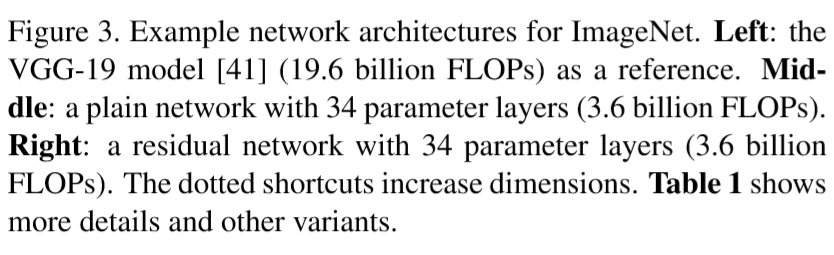 Figure 3. Example network architectures for ImageNet. Left: the
VGG-19 model [41] (19.6 billion FLOPs) as a reference. Mid-
dle: a plain network with 34 parameter layers (3.6 billion FLOPs).
Right: a residual network with 34 parameter layers (3.6 billion
FLOPs). The dotted shortcuts increase dimensions. Table 1 shows
more details and other variants.